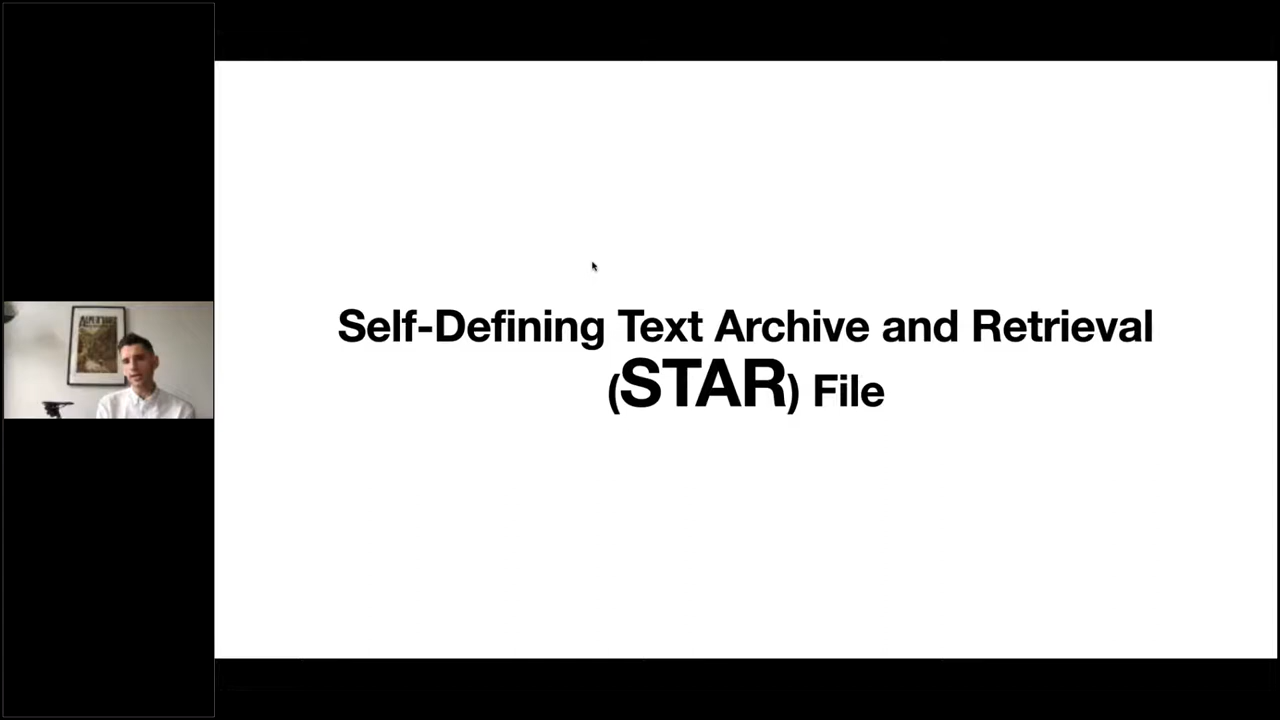 Self-Defining Text Archive and Retrieval
(STAR) File